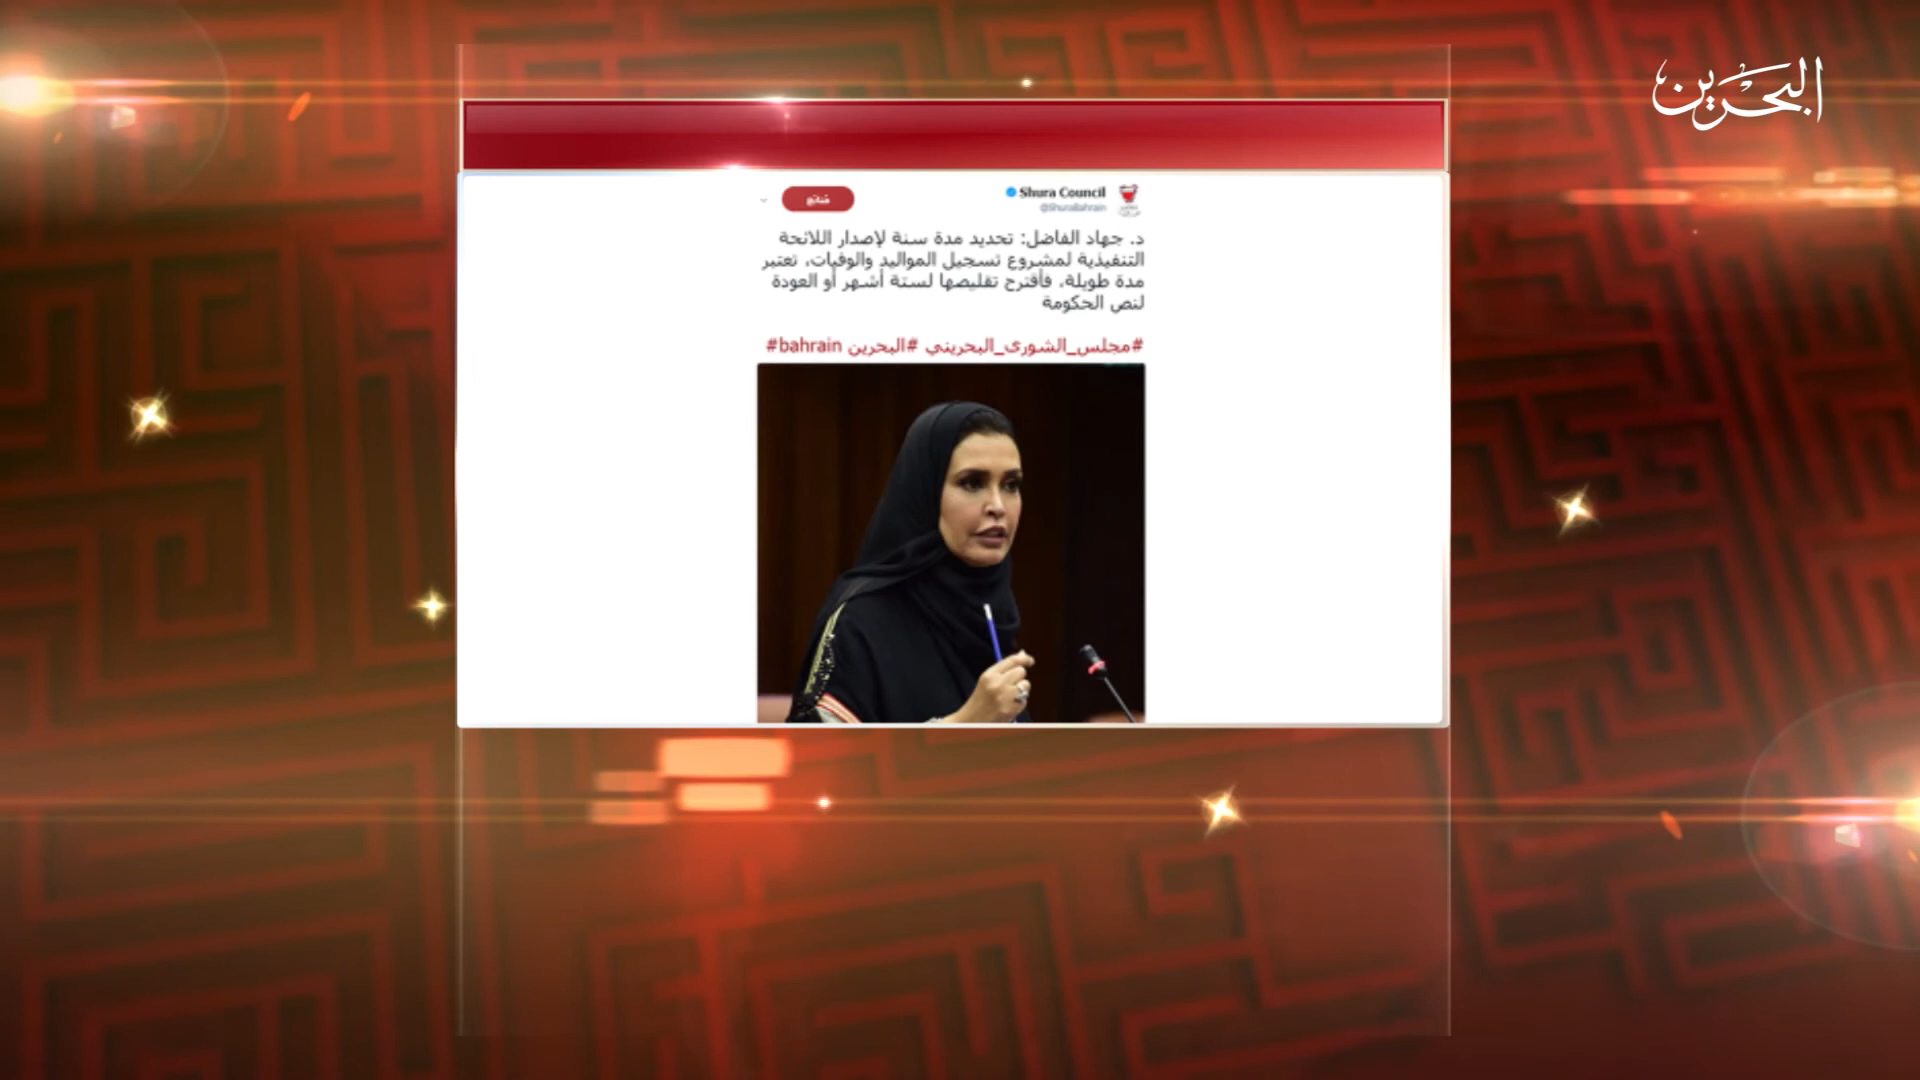 البحرين
Shura Council
@ShuraBahrain
د. جهاد الفاضل: تحديد مدة سنة لإصدار اللائحة
التنفيذية لمشروع تسجيل المواليد والوفيات، تعتبر
مدة طويلة، فأقترح تقليصها لستة أشهر أو العودة
لنص الحكومة
#مجلس_الشورى_البحريني #البحرين #bahrain